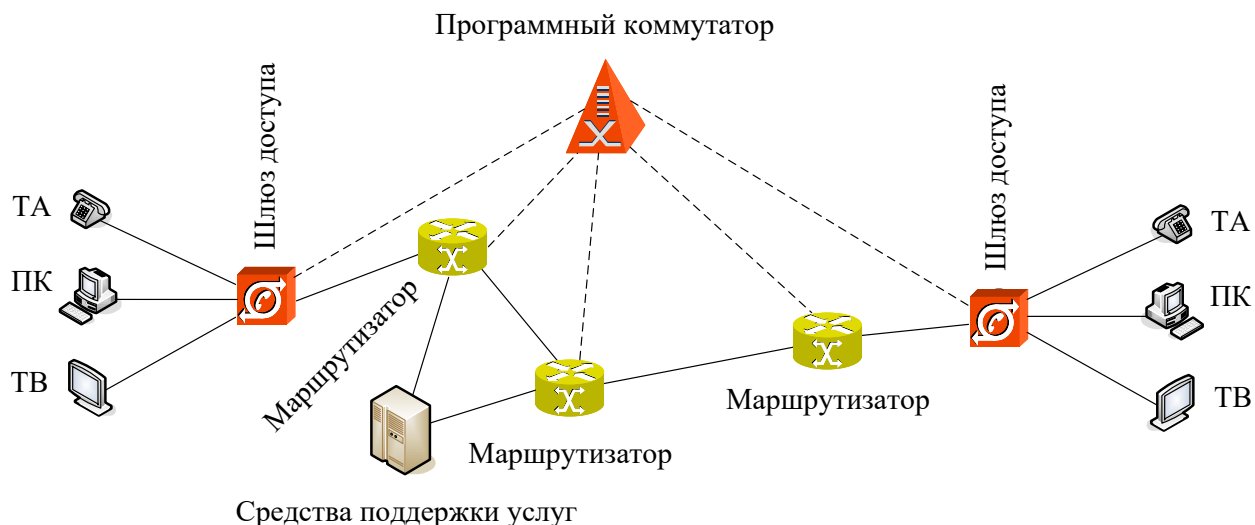 Программный коммутатор
Шлюз доступа
Шлюз доступа
ТА
ПК
ТВ
Маршрутизатор
Маршрутизатор
Маршрутизатор
Средства поддержки услуг
ТА
ПК
ТВ